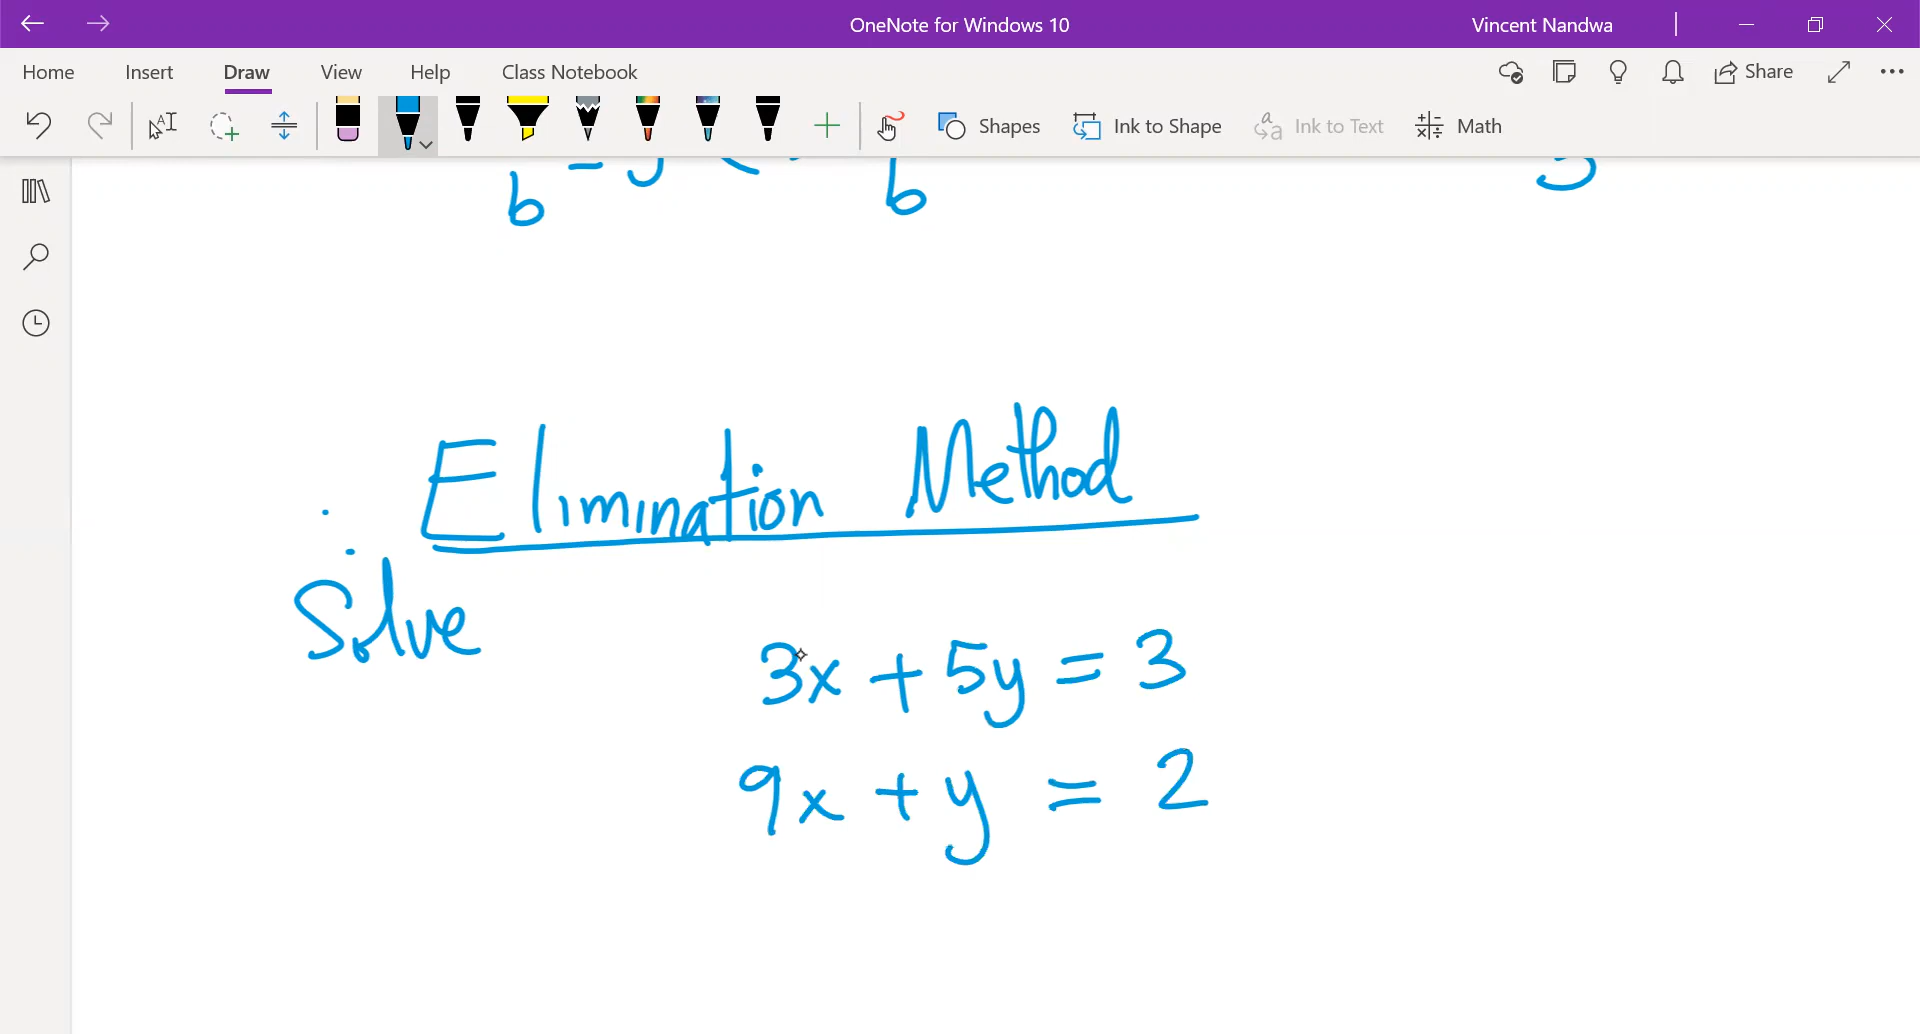 OneNote for Windows 10
Vincent Nandwa
Home Insert Draw View Help Class Notebook
Share
Shapes Ink to Shape Ink to Text Math
b
b
Elimination Method
Solve
3x + 5y = 3
9x + y = 2